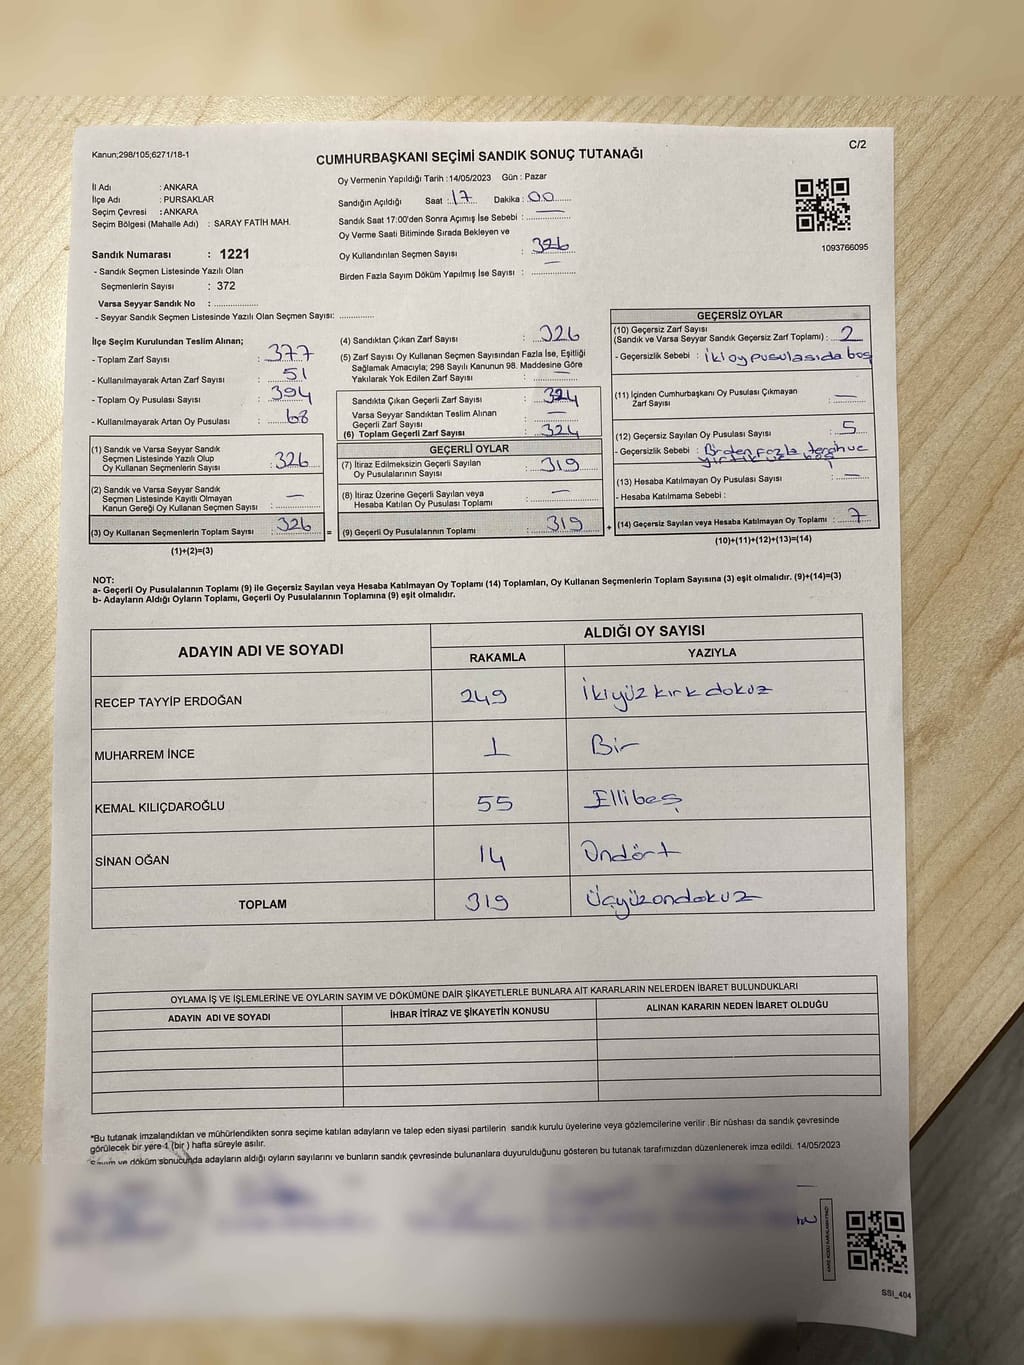 Kanun;298/105;6271/18-1
C/2
CUMHURBAŞKANI SEÇİMİ SANDIK SONUÇ TUTANAĞI
İl Adı : ANKARA
İlçe Adı : PURSAKLAR
Seçim Çevresi : ANKARA
Seçim Bölgesi (Mahalle Adı) : SARAY FATİH MAH.
Sandık Numarası : 1221
- Sandık Seçmen Listesinde Yazılı Olan
Seçmenlerin Sayısı : 372
Varsa Seyyar Sandık No : ................
- Seyyar Sandık Seçmen Listesinde Yazılı Olan Seçmen Sayısı: ............
Oy Vermenin Yapıldığı Tarih : 14/05/2023 Gün : Pazar
Sandığın Açıldığı Saat : 17 Dakika : 00
Sandık Saat 17:00'den Sonra Açımış İse Sebebi : —
Oy Verme Saati Bitiminde Sırada Bekleyen ve
Oy Kullandırılan Seçmen Sayısı : 326
Birden Fazla Sayım Döküm Yapılmış İse Sayısı : —
1093766095
İlçe Seçim Kurulundan Teslim Alınan;
- Toplam Zarf Sayısı : 377
- Kullanılmayarak Artan Zarf Sayısı : 51
- Toplam Oy Pusulası Sayısı : 394
- Kullanılmayarak Artan Oy Pusulası : 68
(1) Sandık ve Varsa Seyyar Sandık
Seçmen Listesinde Yazılı Olup
Oy Kullanan Seçmenlerin Sayısı : 326
(2) Sandık ve Varsa Seyyar Sandık
Seçmen Listesinde Kayıtlı Olmayan
Kanun Gereği Oy Kullanan Seçmen Sayısı : —
(3) Oy Kullanan Seçmenlerin Toplam Sayısı : 326 =
(1)+(2)=(3)
(4) Sandıktan Çıkan Zarf Sayısı : 326
(5) Zarf Sayısı Oy Kullanan Seçmen Sayısından Fazla İse, Eşitliği
Sağlamak Amacıyla; 298 Sayılı Kanunun 98. Maddesine Göre
Yakılarak Yok Edilen Zarf Sayısı : —
Sandıkta Çıkan Geçerli Zarf Sayısı : 324
Varsa Seyyar Sandıktan Teslim Alınan
Geçerli Zarf Sayısı : —
(6) Toplam Geçerli Zarf Sayısı : 324
GEÇERLİ OYLAR
(7) İtiraz Edilmeksizin Geçerli Sayılan
Oy Pusulalarının Sayısı : 319
(8) İtiraz Üzerine Geçerli Sayılan veya
Hesaba Katılan Oy Pusulası Toplamı : —
(9) Geçerli Oy Pusulalarının Toplamı : 319 +
GEÇERSİZ OYLAR
(10) Geçersiz Zarf Sayısı
(Sandık ve Varsa Seyyar Sandık Geçersiz Zarf Toplamı) : 2
- Geçersizlik Sebebi : İki oy pusulasıda boş
(11) İçinden Cumhurbaşkanı Oy Pusulası Çıkmayan
Zarf Sayısı : —
(12) Geçersiz Sayılan Oy Pusulası Sayısı : 5
- Geçersizlik Sebebi : Birden fazla tercih
(13) Hesaba Katılmayan Oy Pusulası Sayısı : —
- Hesaba Katılmama Sebebi :
(14) Geçersiz Sayılan veya Hesaba Katılmayan Oy Toplamı : 7
(10)+(11)+(12)+(13)=(14)
NOT:
a- Geçerli Oy Pusulalarının Toplamı (9) ile Geçersiz Sayılan veya Hesaba Katılmayan Oy Toplamı (14) Toplamları, Oy Kullanan Seçmenlerin Toplam Sayısına (3) eşit olmalıdır. (9)+(14)=(3)
b- Adayların Aldığı Oyların Toplamı, Geçerli Oy Pusulalarının Toplamına (9) eşit olmalıdır.
ADAYIN ADI VE SOYADI
ALDIĞI OY SAYISI
RAKAMLA YAZIYLA
RECEP TAYYİP ERDOĞAN 249 İkiyüz kırk dokuz
MUHARREM İNCE 1 Bir
KEMAL KILIÇDAROĞLU 55 Ellibeş
SİNAN OĞAN 14 Ondört
TOPLAM 319 Üçyüzondokuz
OYLAMA İŞ VE İŞLEMLERİNE VE OYLARIN SAYIM VE DÖKÜMÜNE DAİR ŞİKAYETLERLE BUNLARA AİT KARARLARIN NELERDEN İBARET BULUNDUKLARI
ADAYIN ADI VE SOYADI İHBAR İTİRAZ VE ŞİKAYETİN KONUSU ALINAN KARARIN NEDEN İBARET OLDUĞU
*Bu tutanak imzalandıktan ve mühürlendikten sonra seçime katılan adayların ve talep eden siyasi partilerin sandık kurulu üyelerine veya gözlemcilerine verilir. Bir nüshası da sandık çevresinde
görülecek bir yere 1 (bir) hafta süreyle asılır.
Sayım ve döküm sonucunda adayların aldığı oyların sayılarını ve bunların sandık çevresinde bulunanlara duyurulduğunu gösteren bu tutanak tarafımızdan düzenlenerek imza edildi. 14/05/2023
SSI_404